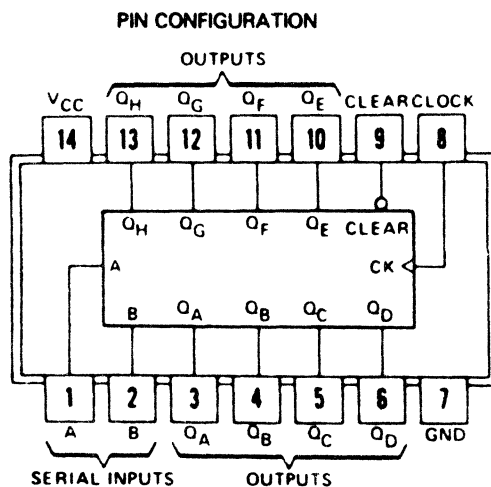 PIN CONFIGURATION
OUTPUTS
VCC QH QG QF QE CLEAR CLOCK
14 13 12 11 10 9 8
QH QG QF QE CLEAR
A CK
B QA QB QC QD
1 2 3 4 5 6 7
A B QA QB QC QD GND
SERIAL INPUTS OUTPUTS